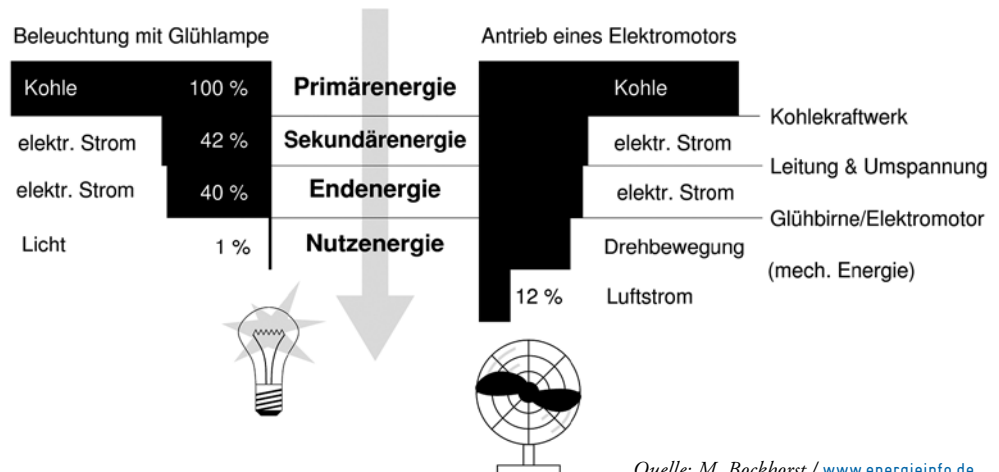 Beleuchtung mit Glühlampe
Antrieb eines Elektromotors
Kohle 100 % Primärenergie Kohle
Kohlekraftwerk
elektr. Strom 42 % Sekundärenergie elektr. Strom
Leitung & Umspannung
elektr. Strom 40 % Endenergie elektr. Strom
Glühbirne/Elektromotor
Licht 1 % Nutzenergie Drehbewegung
(mech. Energie)
12 % Luftstrom
Quelle: M. Bockhorst / www.energieinfo.de